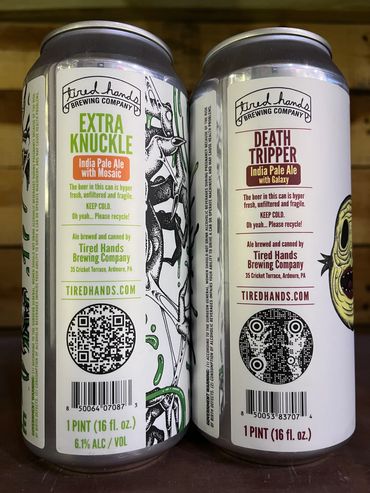 tired hands
BREWING COMPANY
EXTRA
KNUCKLE
India Pale Ale
with Mosaic
The beer in this can is hyper
fresh, unfiltered and fragile.
KEEP COLD.
Oh yeah... Please recycle!
Ale brewed and canned by
Tired Hands
Brewing Company
35 Cricket Terrace, Ardmore, PA
TIREDHANDS.COM
8 50064 07087 3
1 PINT (16 fl. oz.)
6.1% ALC / VOL
tired hands
BREWING COMPANY
DEATH
TRIPPER
India Pale Ale
with Galaxy
The beer in this can is hyper
fresh, unfiltered and fragile.
KEEP COLD.
Oh yeah... Please recycle!
Ale brewed and canned by
Tired Hands
Brewing Company
35 Cricket Terrace, Ardmore, PA
TIREDHANDS.COM
8 50053 83707 4
1 PINT (16 fl. oz.)